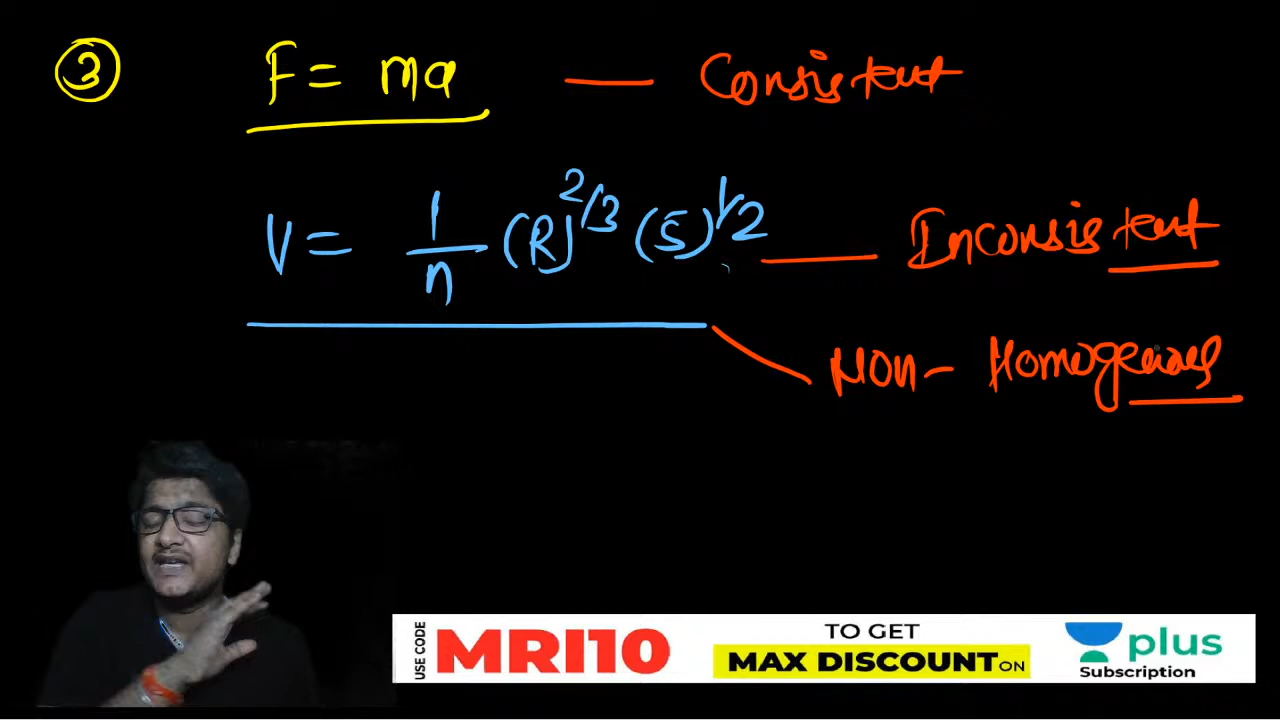 3 F = ma — Consistent
V = 1/n (R)^2/3 (S)^1/2 — Inconsistent
Non-Homogenous
USE CODE MRI10 TO GET MAX DISCOUNT ON plus Subscription